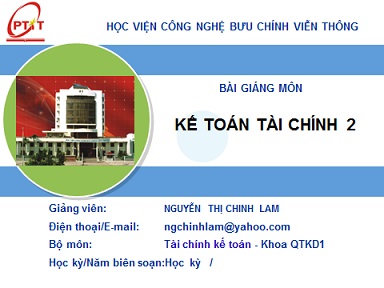 PTIT
HỌC VIỆN CÔNG NGHỆ BƯU CHÍNH VIỄN THÔNG
BÀI GIẢNG MÔN
KẾ TOÁN TÀI CHÍNH 2
Giảng viên: NGUYỄN THỊ CHINH LAM
Điện thoại/E-mail: ngchinhlam@yahoo.com
Bộ môn: Tài chính kế toán - Khoa QTKD1
Học kỳ/Năm biên soạn:Học kỳ /